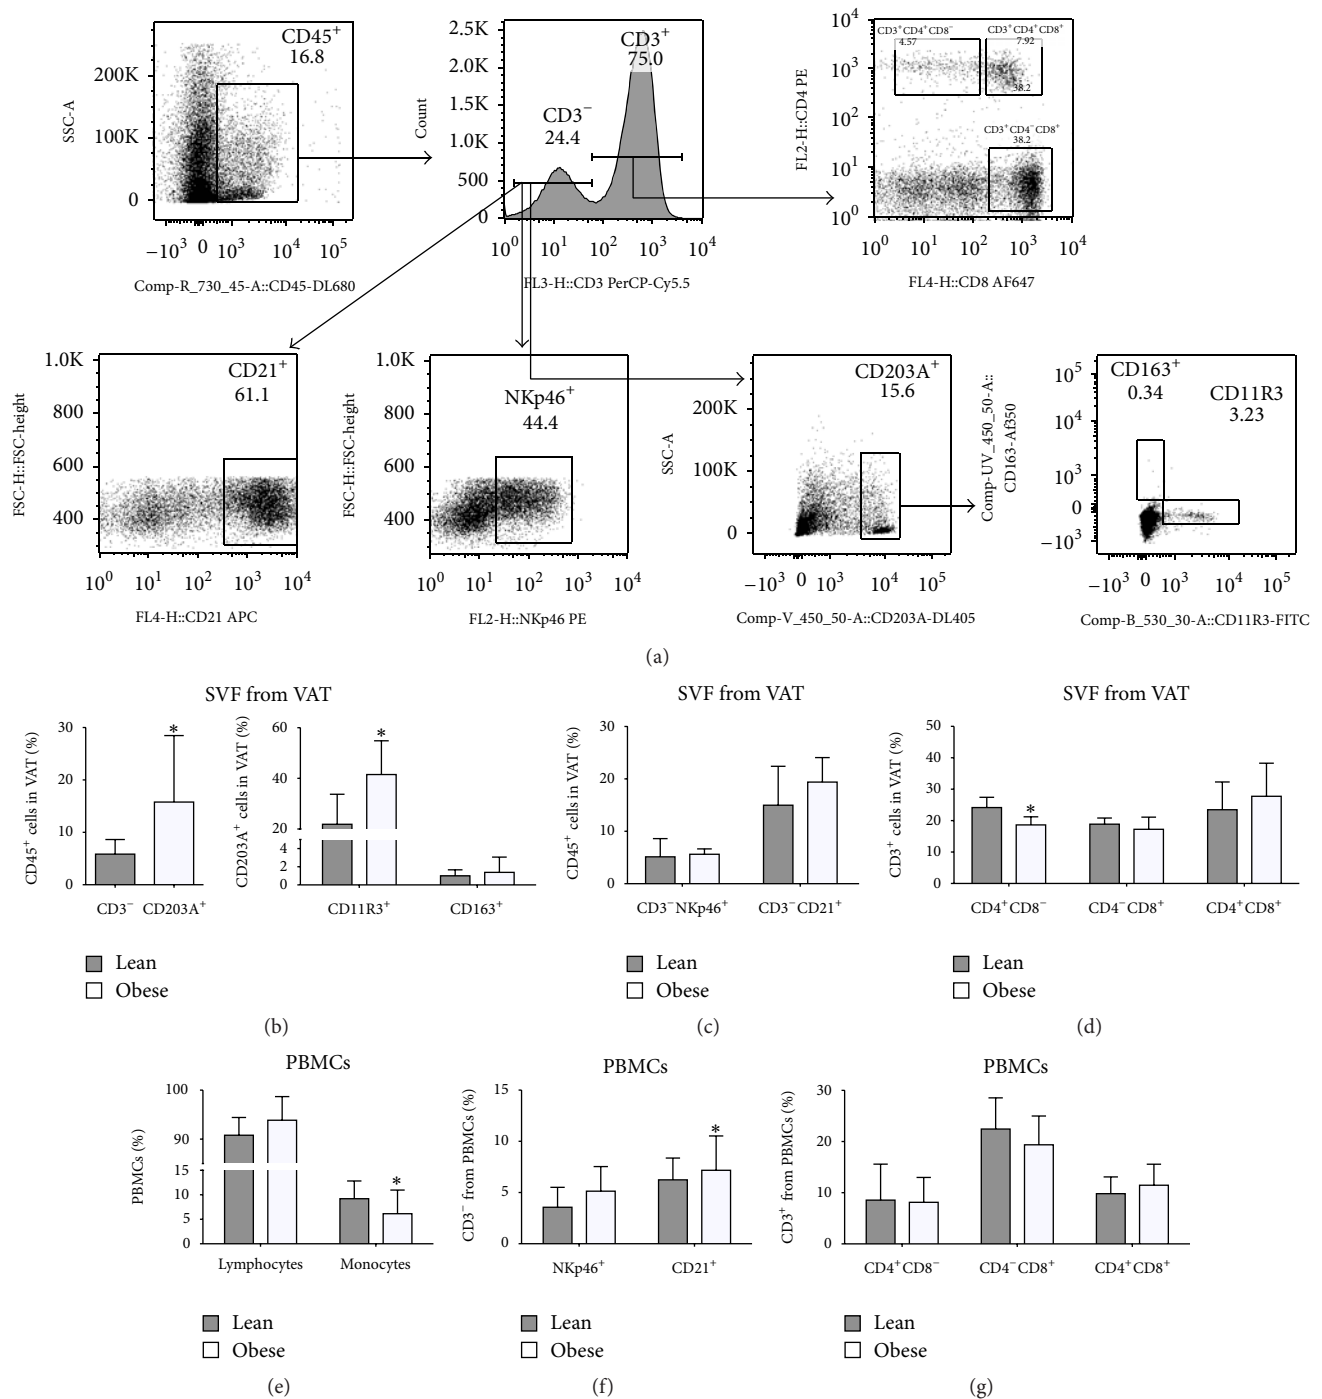 CD45⁺
16.8
200K
100K
0
SSC-A
−10³ 0 10³ 10⁴ 10⁵
Comp-R_730_45-A::CD45-DL680
2.5K
2.0K
1.5K
1.0K
500
0
Count
CD3⁺
75.0
CD3⁻
24.4
10⁰ 10¹ 10² 10³ 10⁴
FL3-H::CD3 PerCP-Cy5.5
10⁴
10³
10²
10¹
10⁰
FL2-H::CD4 PE
CD3⁺CD4⁺CD8⁻
4.57
CD3⁺CD4⁺CD8⁺
7.92
38.2
CD3⁺CD4⁻CD8⁺
38.2
10⁰ 10¹ 10² 10³ 10⁴
FL4-H::CD8 AF647
1.0K
800
600
400
FSC-H::FSC-height
CD21⁺
61.1
10⁰ 10¹ 10² 10³ 10⁴
FL4-H::CD21 APC
1.0K
800
600
400
FSC-H::FSC-height
NKp46⁺
44.4
10⁰ 10¹ 10² 10³ 10⁴
FL2-H::NKp46 PE
200K
100K
0
SSC-A
CD203A⁺
15.6
−10³ 0 10³ 10⁴ 10⁵
Comp-V_450_50-A::CD203A-DL405
10⁵
10⁴
10³
0
−10³
Comp-UV_450_50-A::
CD163-Af350
CD163⁺
0.34
CD11R3
3.23
−10³ 0 10³ 10⁴ 10⁵
Comp-B_530_30-A::CD11R3-FITC
(a)
SVF from VAT
30
20
10
0
CD45⁺ cells in VAT (%)
*
CD3⁻ CD203A⁺
60
40
20
4
2
0
CD203A⁺ cells in VAT (%)
*
CD11R3⁺ CD163⁺
Lean
Obese
(b)
SVF from VAT
30
20
10
0
CD45⁺ cells in VAT (%)
CD3⁻NKp46⁺ CD3⁻CD21⁺
Lean
Obese
(c)
SVF from VAT
50
40
30
20
10
0
CD3⁺ cells in VAT (%)
*
CD4⁺CD8⁻ CD4⁻CD8⁺ CD4⁺CD8⁺
Lean
Obese
(d)
PBMCs
100
90
15
10
5
0
PBMCs (%)
*
Lymphocytes Monocytes
Lean
Obese
(e)
PBMCs
15
10
5
0
CD3⁻ from PBMCs (%)
*
NKp46⁺ CD21⁺
Lean
Obese
(f)
PBMCs
30
20
10
0
CD3⁺ from PBMCs (%)
CD4⁺CD8⁻ CD4⁻CD8⁺ CD4⁺CD8⁺
Lean
Obese
(g)